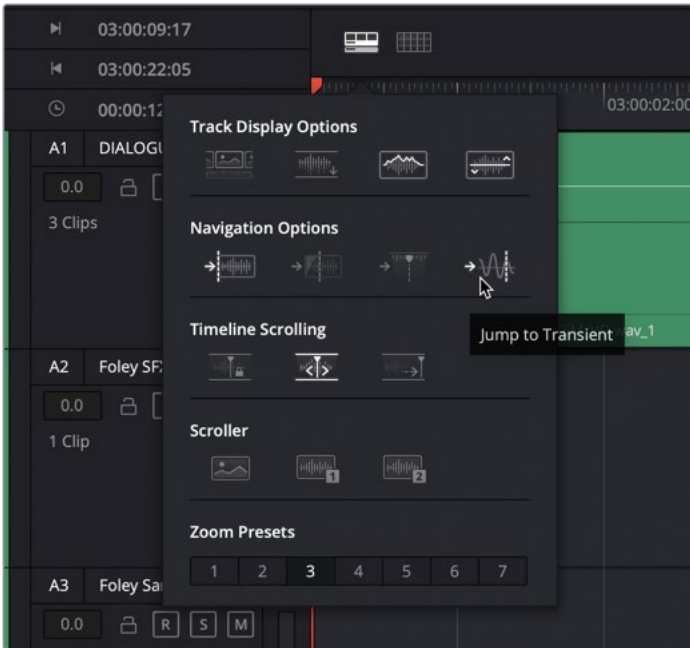 03:00:09:17
03:00:22:05
00:00:12
03:00:02:00
Track Display Options
A1 DIALOGU
0.0
3 Clips
Navigation Options
Jump to Transient
wav_1
Timeline Scrolling
A2 Foley SF
0.0
1 Clip
Scroller
1 2
Zoom Presets
1 2 3 4 5 6 7
A3 Foley Sa
0.0 R S M